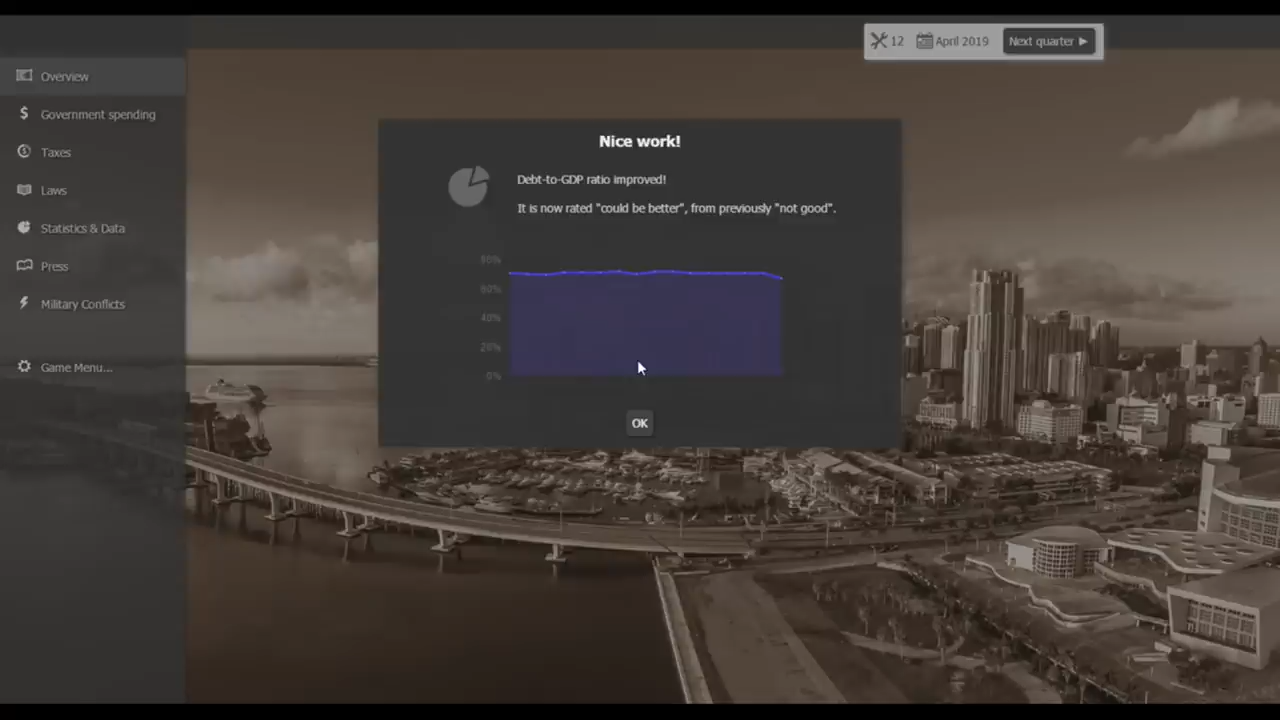 12
April 2019
Next quarter
Overview
Government spending
Taxes
Laws
Statistics & Data
Press
Military Conflicts
Game Menu...
Nice work!
Debt-to-GDP ratio improved!
It is now rated "could be better", from previously "not good".
80%
60%
40%
20%
0%
OK